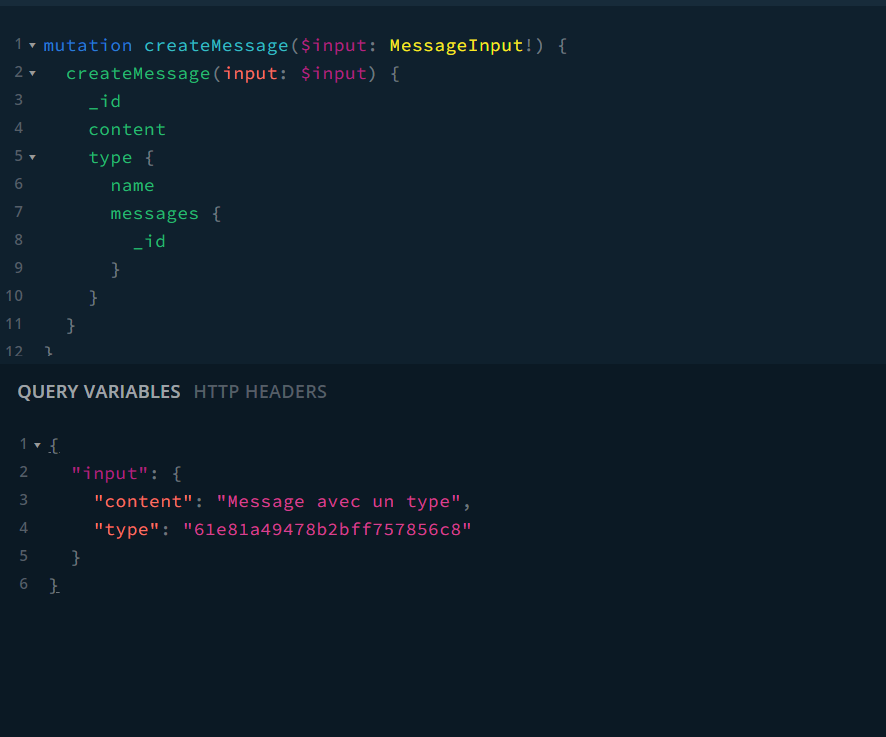 1 mutation createMessage($input: MessageInput!) {
2 createMessage(input: $input) {
3 _id
4 content
5 type {
6 name
7 messages {
8 _id
9 }
10 }
11 }
12 }
QUERY VARIABLES HTTP HEADERS
1 {
2 "input": {
3 "content": "Message avec un type",
4 "type": "61e81a49478b2bff757856c8"
5 }
6 }